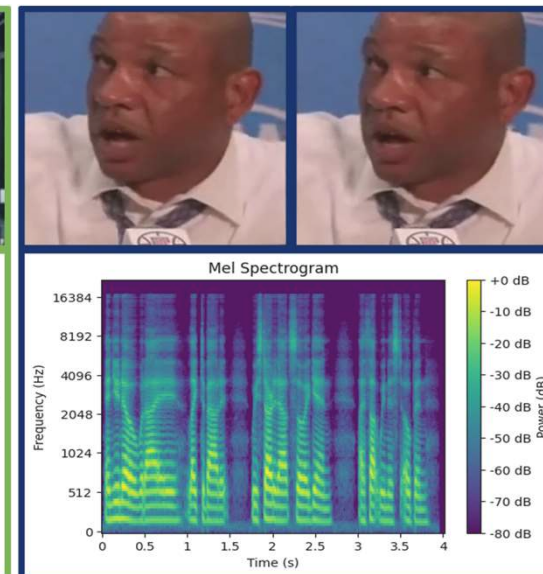 Mel Spectrogram
Frequency (Hz)
16384
8192
4096
2048
1024
512
0
0 0.5 1 1.5 2 2.5 3 3.5 4
Time (s)
+0 dB
-10 dB
-20 dB
-30 dB
-40 dB
-50 dB
-60 dB
-70 dB
-80 dB
Power (dB)